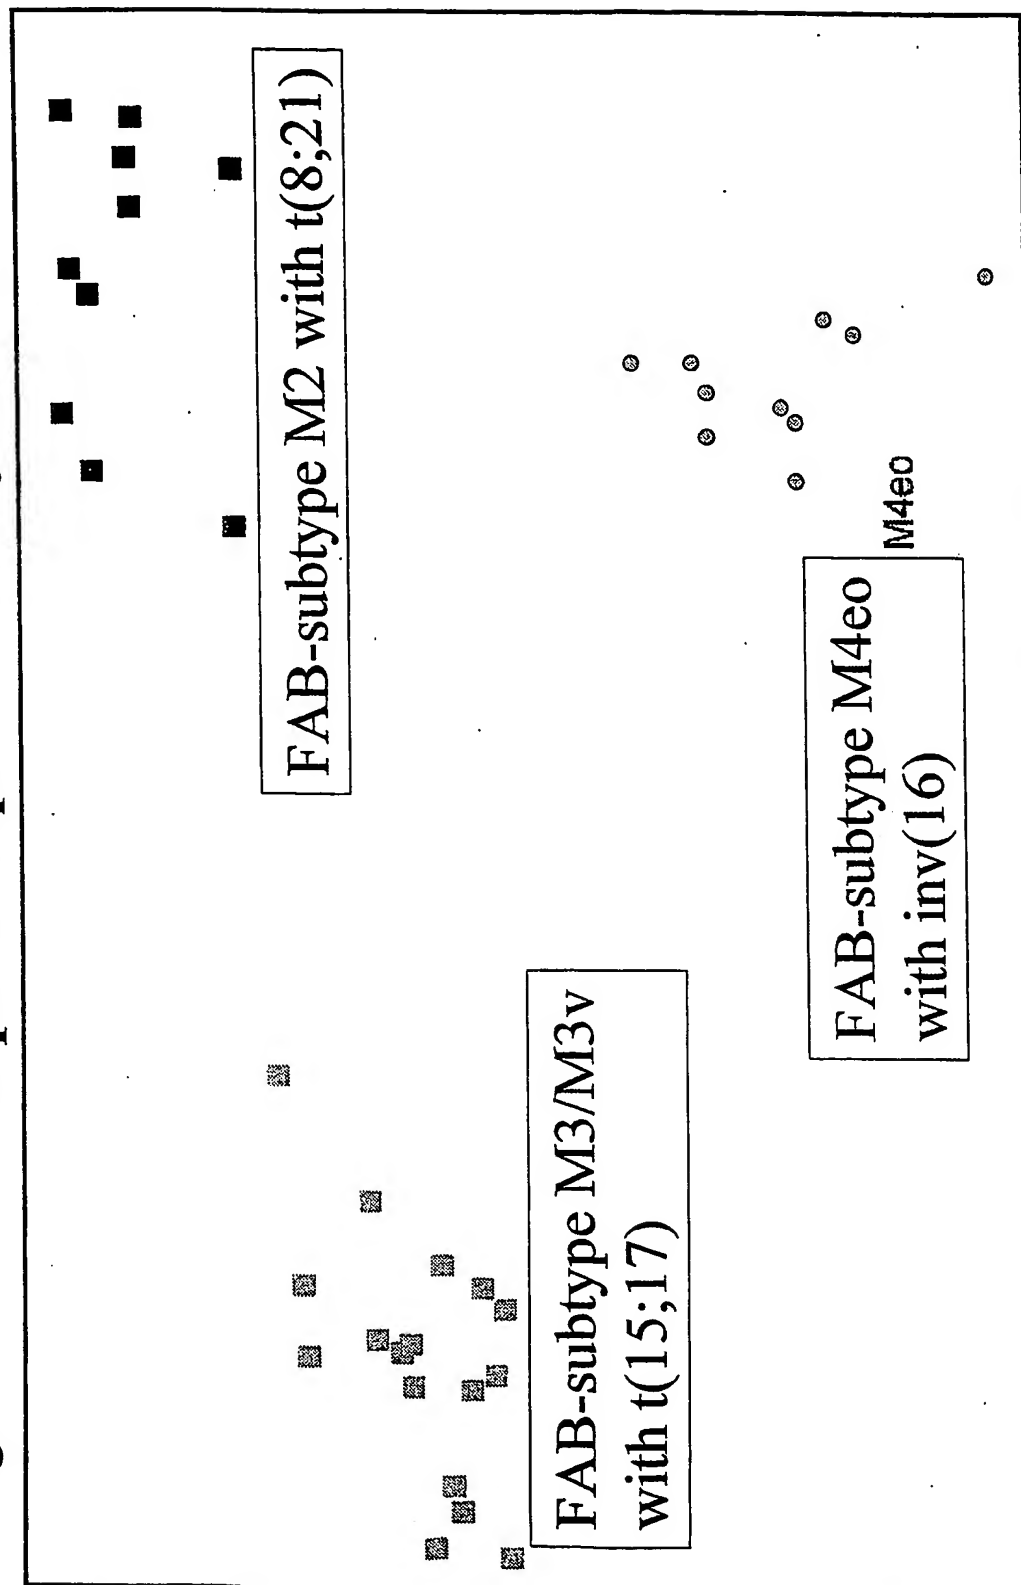 FAB-subtype M2 with t(8;21)
FAB-subtype M3/M3v
with t(15;17)
FAB-subtype M4eo
with inv(16)
M4eo